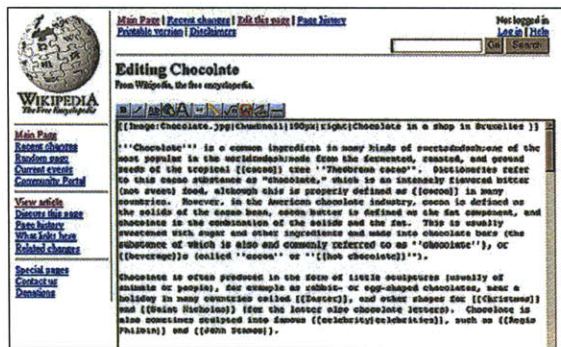 Main Page | Recent changes | Edit this page | Page history
Printable version | Disclaimers
Not logged in
Log in | Help
Go Search
WIKIPEDIA
The Free Encyclopedia
Main Page
Recent changes
Random page
Current events
Community Portal
View article
Discuss this page
Page history
What links here
Related changes
Special pages
Contact us
Donations
Editing Chocolate
From Wikipedia, the free encyclopedia.
[[Image:Chocolate.jpg|thumbnail|190px|right|Chocolate in a shop in Bruxelles ]]
'''Chocolate''' is a common ingredient in many kinds of sweets&mdash;one of the
most popular in the world&mdash;made from the fermented, roasted, and ground
seeds of the tropical [[cacao]] tree ''Theobroma cacao''. Dictionaries refer
to this cacao substance as "chocolate," which is an intensely flavored bitter
(not sweet) food, although this is properly defined as [[cocoa]] in many
countries. However, in the American chocolate industry, cocoa is defined as
the solids of the cocoa bean, cocoa butter is defined as the fat component, and
chocolate is the combination of the solids and the fat. This is usually
sweetened with sugar and other ingredients and made into chocolate bars (the
substance of which is also and commonly referred to as ''chocolate''), or
[[beverage]]s (called ''cocoa'' or ''[[hot chocolate]]'').
Chocolate is often produced in the form of little sculptures (usually of
animals or people), for example as rabbit- or egg-shaped chocolates, near a
holiday in many countries called [[Easter]], and other shapes for [[Christmas]]
and [[Saint Nicholas]] (for the latter also chocolate letters). Chocolate is
also sometimes sculpted into famous [[celebrity|celebrities]], such as [[Regis
Philbin]] and [[John Stamos]].